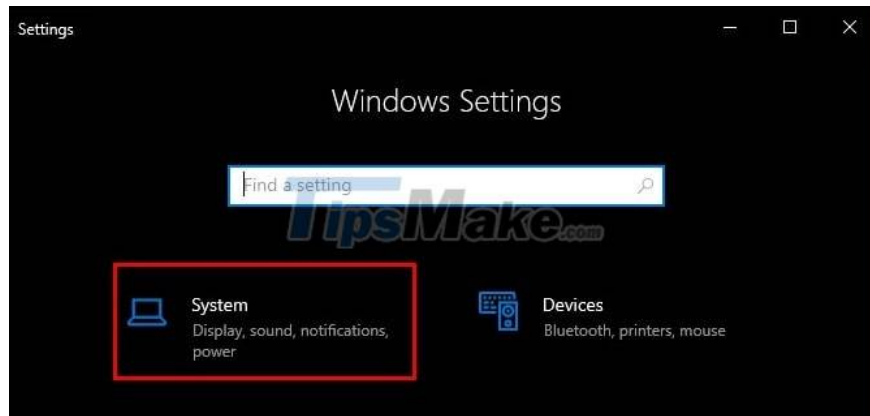 Settings
Windows Settings
Find a setting
TipsMake.com
System
Display, sound, notifications,
power
Devices
Bluetooth, printers, mouse